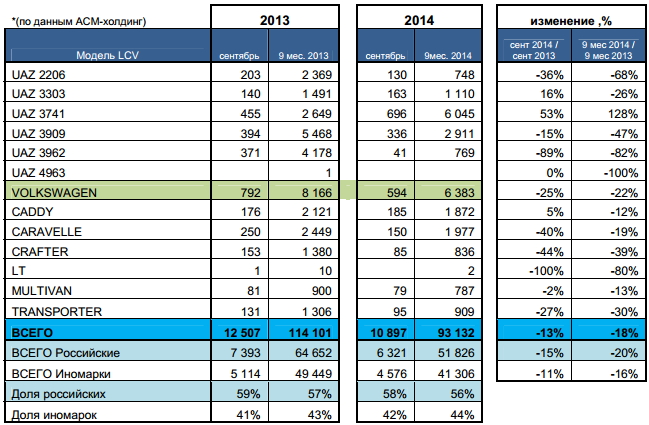 *(по данным АСМ-холдинг) 2013 2014 изменение ,%
Модель LCV сентябрь 9 мес. 2013 сентябрь 9мес. 2014 сент 2014 / сент 2013 9 мес 2014 / 9 мес 2013
UAZ 2206 203 2 369 130 748 -36% -68%
UAZ 3303 140 1 491 163 1 110 16% -26%
UAZ 3741 455 2 649 696 6 045 53% 128%
UAZ 3909 394 5 468 336 2 911 -15% -47%
UAZ 3962 371 4 178 41 769 -89% -82%
UAZ 4963 1 0% -100%
VOLKSWAGEN 792 8 166 594 6 383 -25% -22%
CADDY 176 2 121 185 1 872 5% -12%
CARAVELLE 250 2 449 150 1 977 -40% -19%
CRAFTER 153 1 380 85 836 -44% -39%
LT 1 10 2 -100% -80%
MULTIVAN 81 900 79 787 -2% -13%
TRANSPORTER 131 1 306 95 909 -27% -30%
ВСЕГО 12 507 114 101 10 897 93 132 -13% -18%
ВСЕГО Российские 7 393 64 652 6 321 51 826 -15% -20%
ВСЕГО Иномарки 5 114 49 449 4 576 41 306 -11% -16%
Доля российских 59% 57% 58% 56%
Доля иномарок 41% 43% 42% 44%